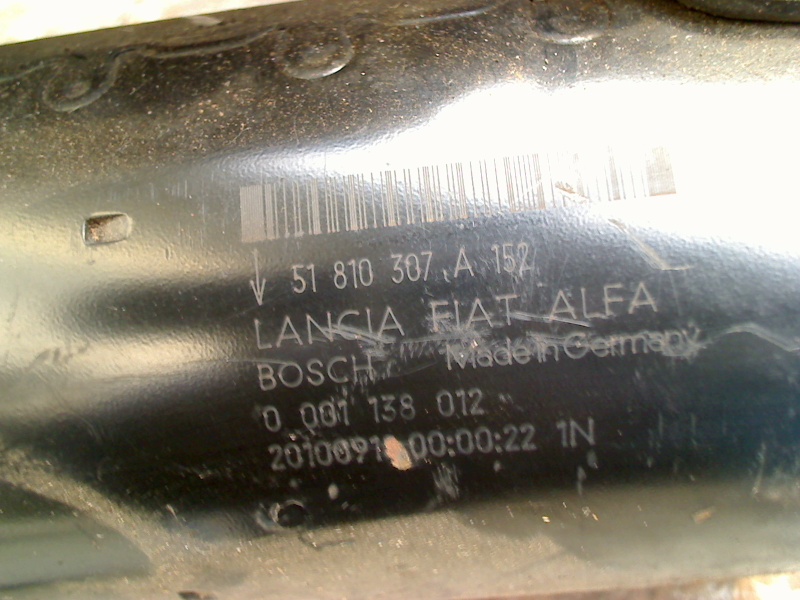 51 810 307 A 152
LANCIA FIAT ALFA
BOSCH Made in Germany
0 001 138 012
00:00:22 1N